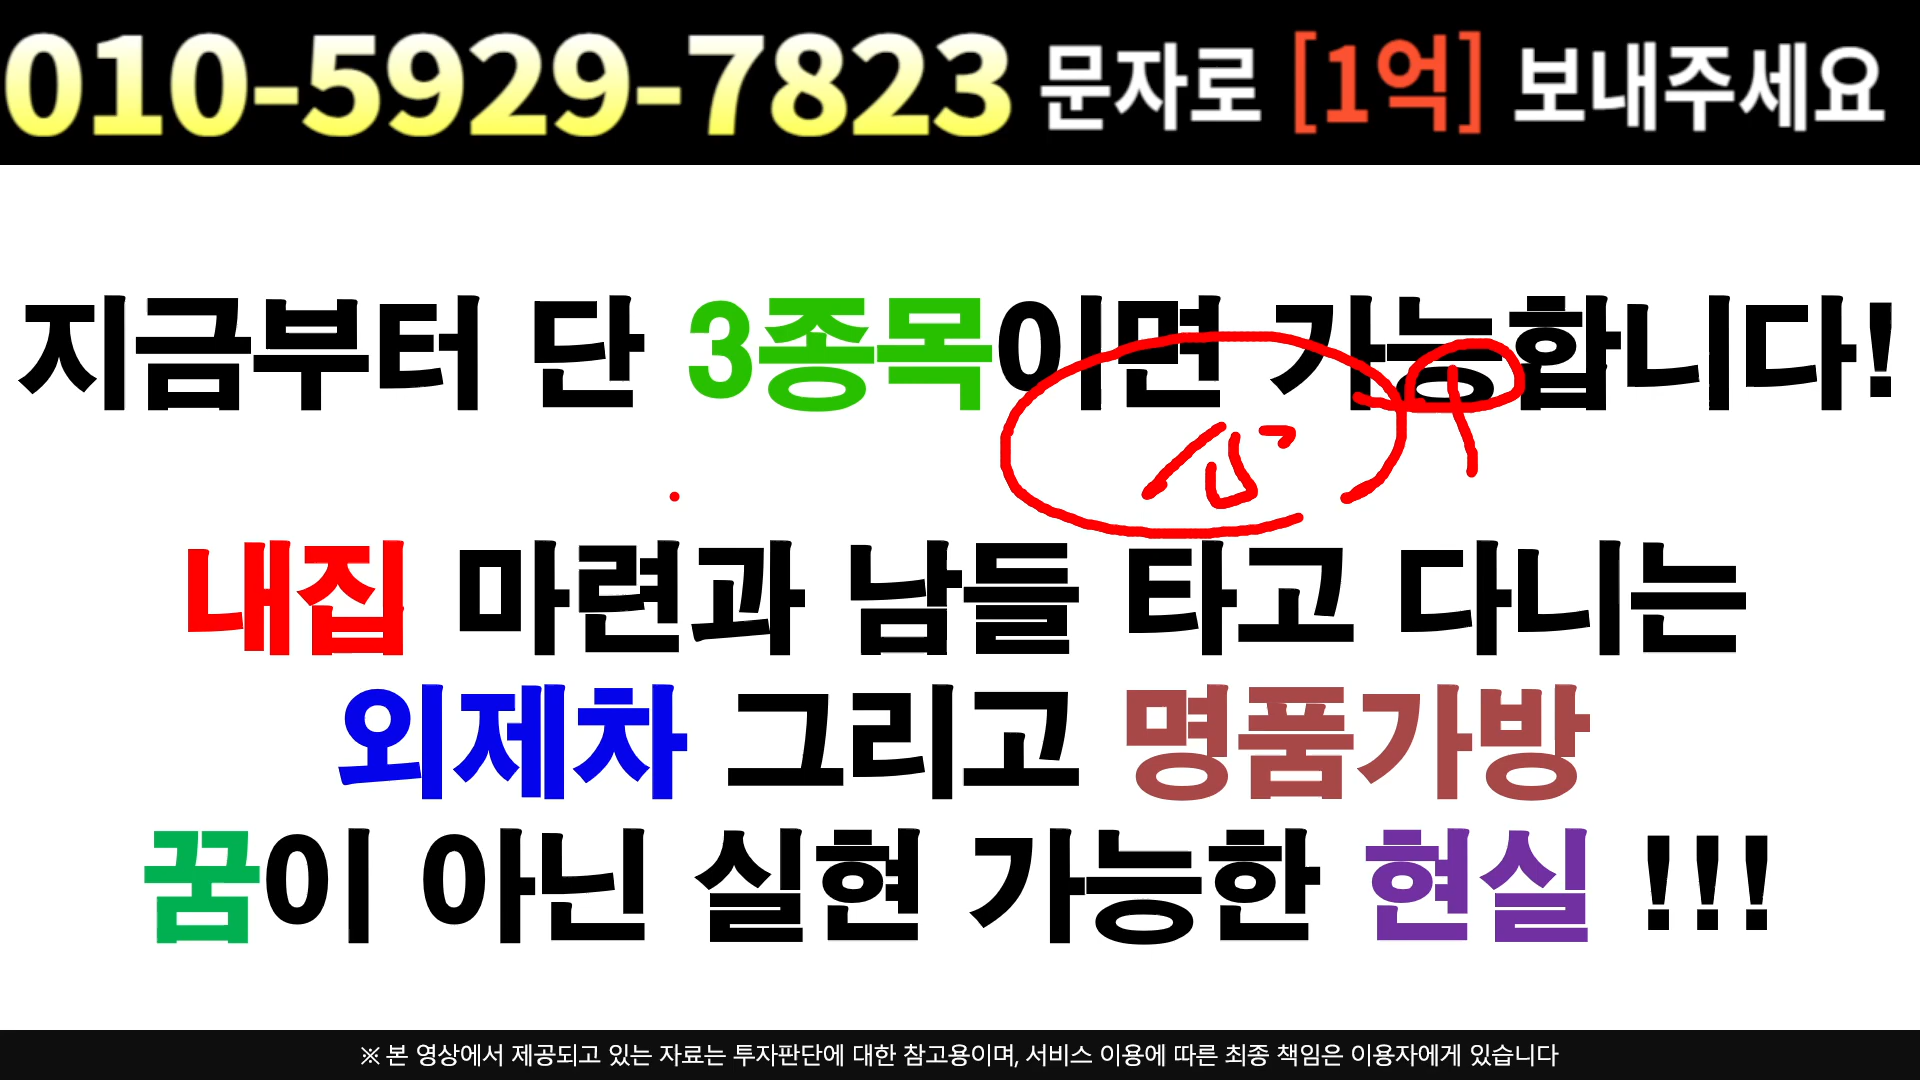 010-5929-7823 문자로 [1억] 보내주세요
지금부터 단 3종목이면 가능합니다!
내집 마련과 남들 타고 다니는
외제차 그리고 명품가방
꿈이 아닌 실현 가능한 현실 !!!
※ 본 영상에서 제공되고 있는 자료는 투자판단에 대한 참고용이며, 서비스 이용에 따른 최종 책임은 이용자에게 있습니다